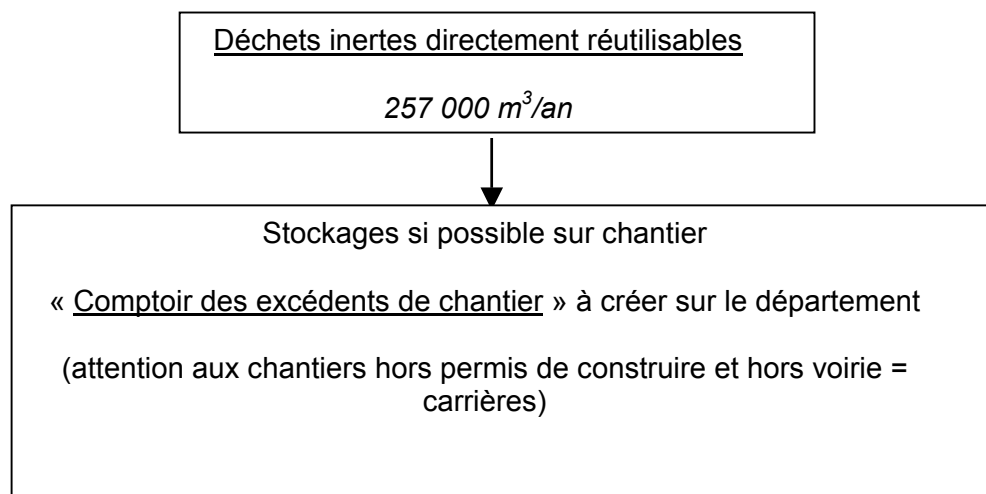 Déchets inertes directement réutilisables
257 000 m³/an
Stockages si possible sur chantier
« Comptoir des excédents de chantier » à créer sur le département
(attention aux chantiers hors permis de construire et hors voirie =
carrières)